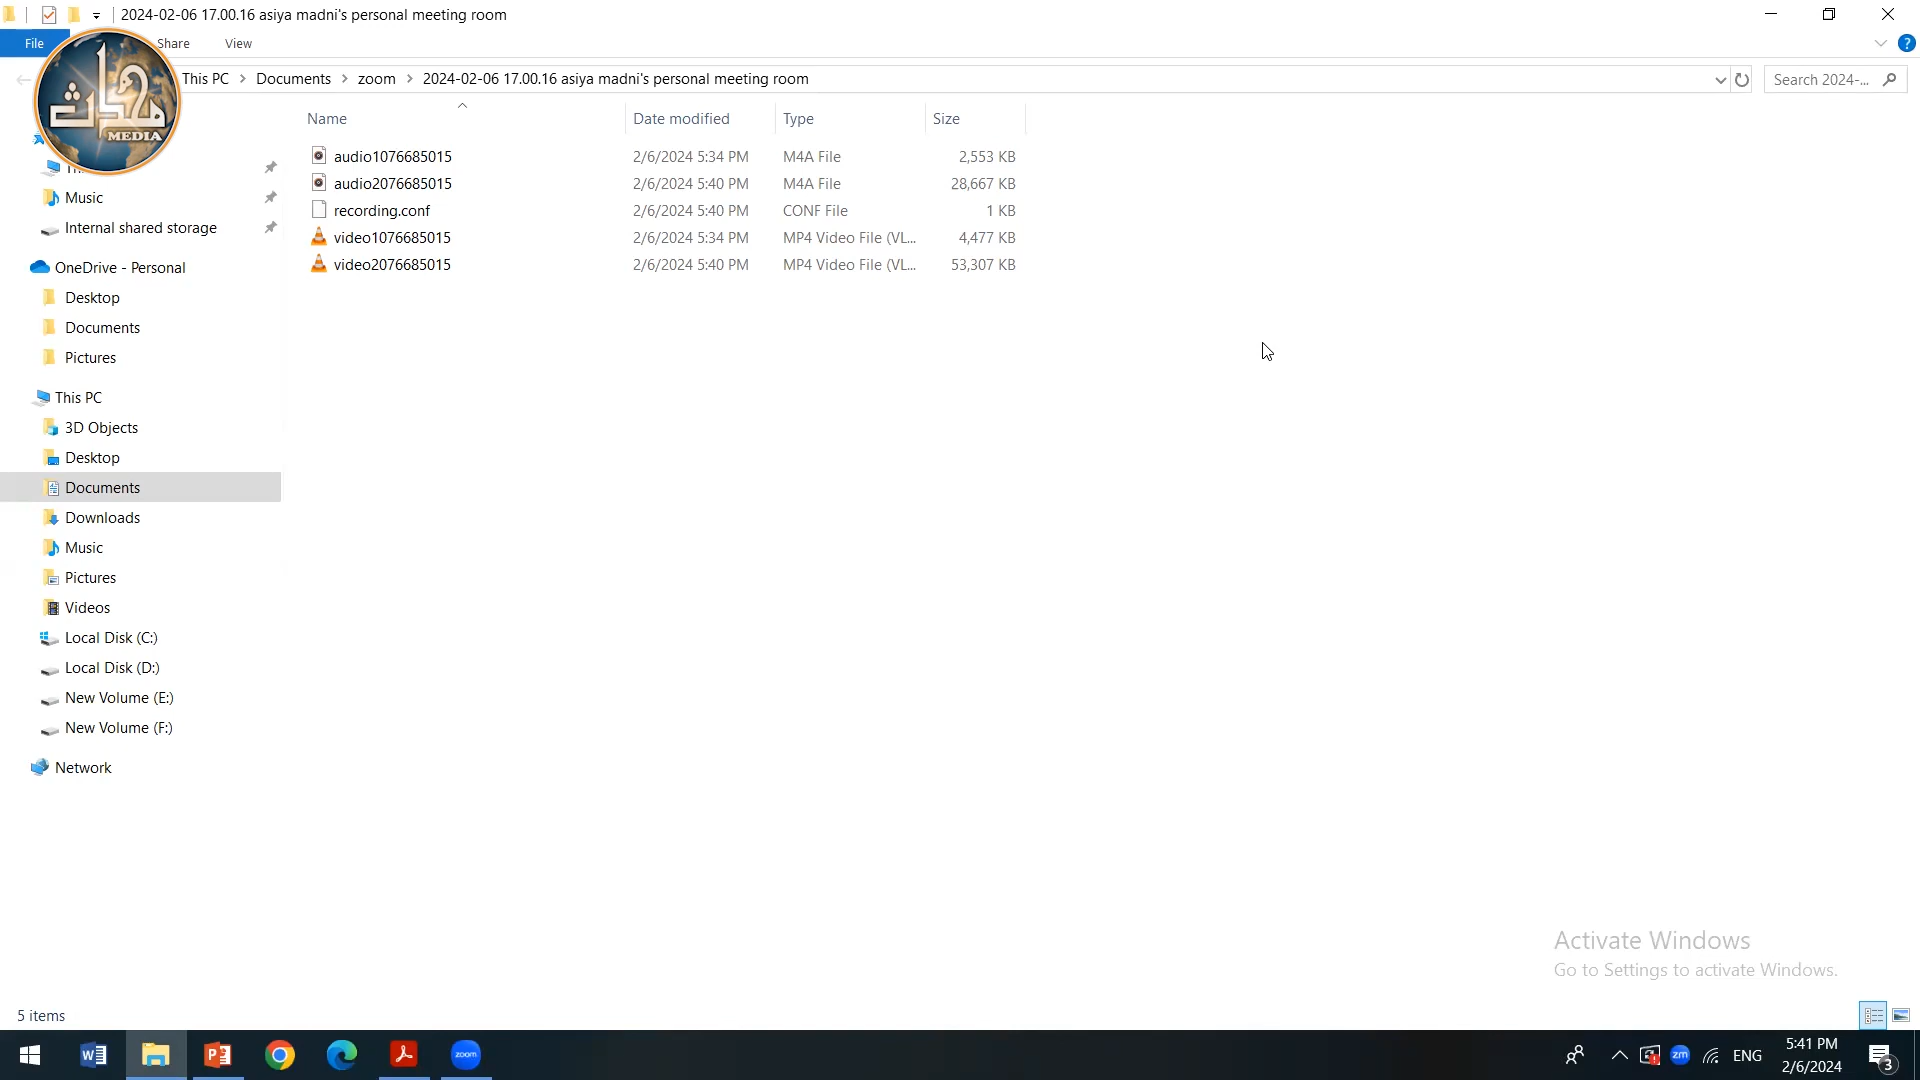 2024-02-06 17.00.16 asiya madni's personal meeting room
File
Share
View
This PC
Documents
zoom
2024-02-06 17.00.16 asiya madni's personal meeting room
Search 2024-...
MEDIA
Name
Date modified
Type
Size
audio1076685015 2/6/2024 5:34 PM M4A File 2,553 KB
audio2076685015 2/6/2024 5:40 PM M4A File 28,667 KB
recording.conf 2/6/2024 5:40 PM CONF File 1 KB
video1076685015 2/6/2024 5:34 PM MP4 Video File (VL... 4,477 KB
video2076685015 2/6/2024 5:40 PM MP4 Video File (VL... 53,307 KB
Music
Internal shared storage
OneDrive - Personal
Desktop
Documents
Pictures
This PC
3D Objects
Desktop
Documents
Downloads
Music
Pictures
Videos
Local Disk (C:)
Local Disk (D:)
New Volume (E:)
New Volume (F:)
Network
Activate Windows
Go to Settings to activate Windows.
5 items
zoom
zm
ENG
5:41 PM
2/6/2024
3